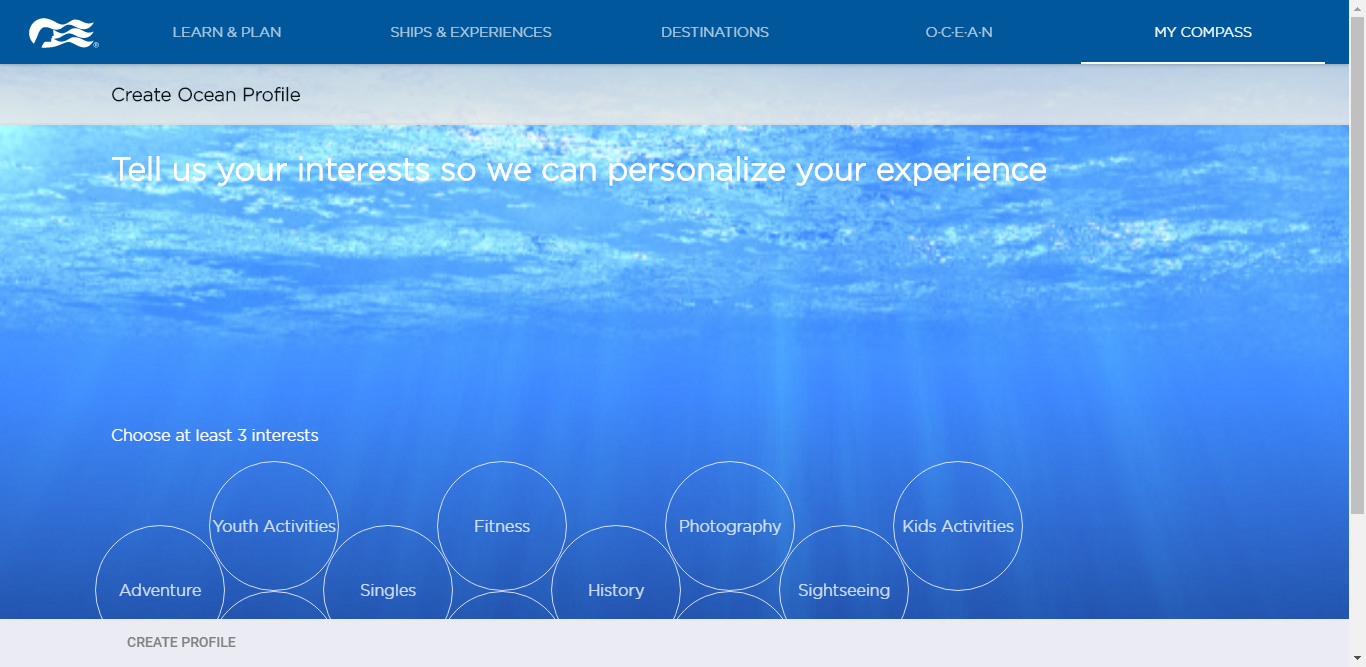 LEARN & PLAN
SHIPS & EXPERIENCES
DESTINATIONS
O·C·E·A·N
MY COMPASS
Create Ocean Profile
Tell us your interests so we can personalize your experience
Choose at least 3 interests
Youth Activities
Fitness
Photography
Kids Activities
Adventure
Singles
History
Sightseeing
CREATE PROFILE